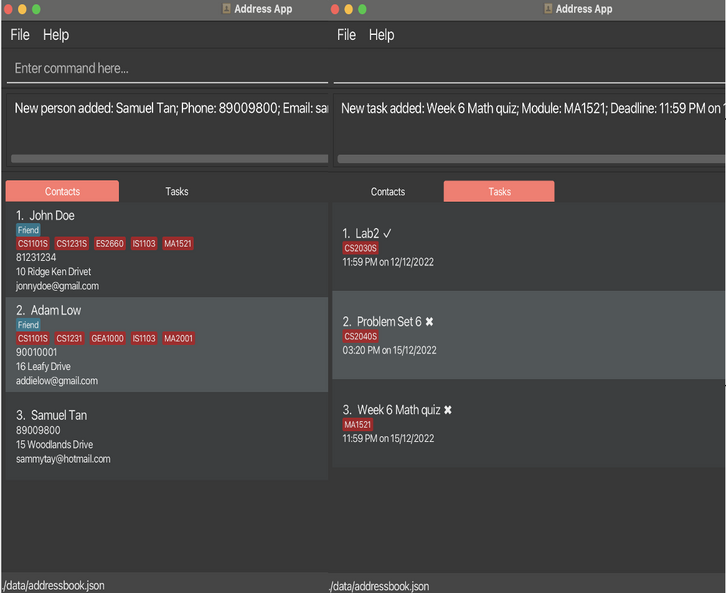 Address App
File Help
Enter command here...
New person added: Samuel Tan; Phone: 89009800; Email: sa
Contacts Tasks
1. John Doe
Friend
CS1101S CS1231S ES2660 IS1103 MA1521
81231234
10 Ridge Ken Drivet
jonnydoe@gmail.com
2. Adam Low
Friend
CS1101S CS1231 GEA1000 IS1103 MA2001
90010001
16 Leafy Drive
addielow@gmail.com
3. Samuel Tan
89009800
15 Woodlands Drive
sammytay@hotmail.com
./data/addressbook.json
Address App
File Help
New task added: Week 6 Math quiz; Module: MA1521; Deadline: 11:59 PM on
Contacts Tasks
1. Lab2 ✓
CS2030S
11:59 PM on 12/12/2022
2. Problem Set 6 ✖
CS2040S
03:20 PM on 15/12/2022
3. Week 6 Math quiz ✖
MA1521
11:59 PM on 15/12/2022
/data/addressbook.json